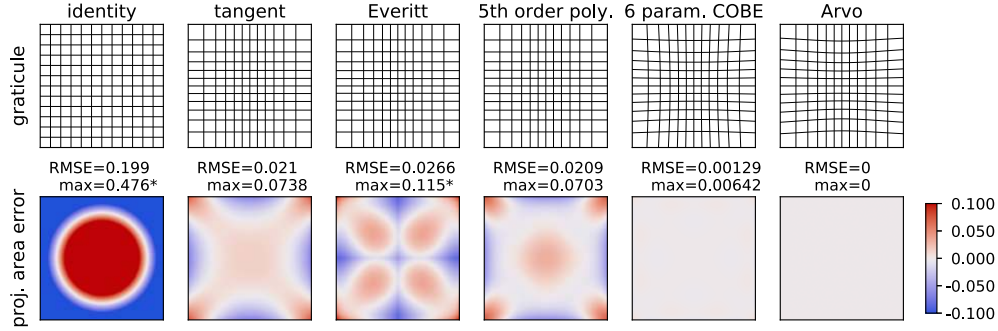 identity
tangent
Everitt
5th order poly.
6 param. COBE
Arvo
graticule
RMSE=0.199
max=0.476*
RMSE=0.021
max=0.0738
RMSE=0.0266
max=0.115*
RMSE=0.0209
max=0.0703
RMSE=0.00129
max=0.00642
RMSE=0
max=0
proj. area error
0.100
0.050
0.000
-0.050
-0.100